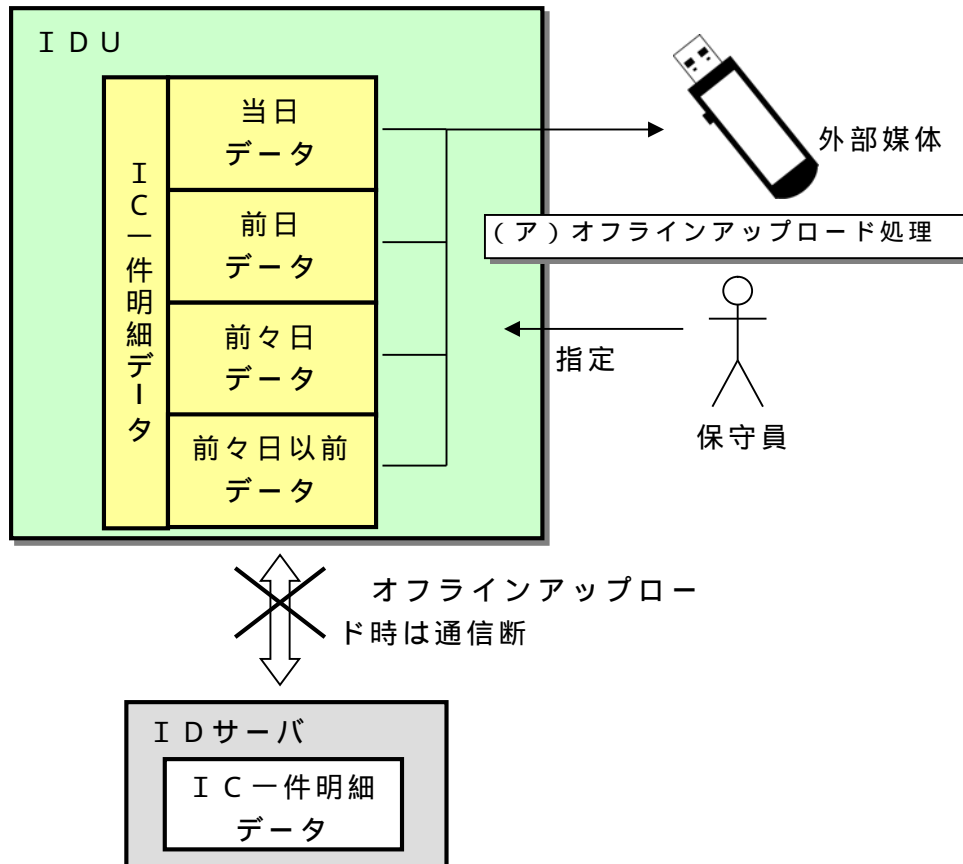 ＩＤＵ
ＩＣ一件明細データ
当日
データ
前日
データ
前々日
データ
前々日以前
データ
外部媒体
（ア）オフラインアップロード処理
指定
保守員
オフラインアップロー
ド時は通信断
ＩＤサーバ
ＩＣ一件明細
データ